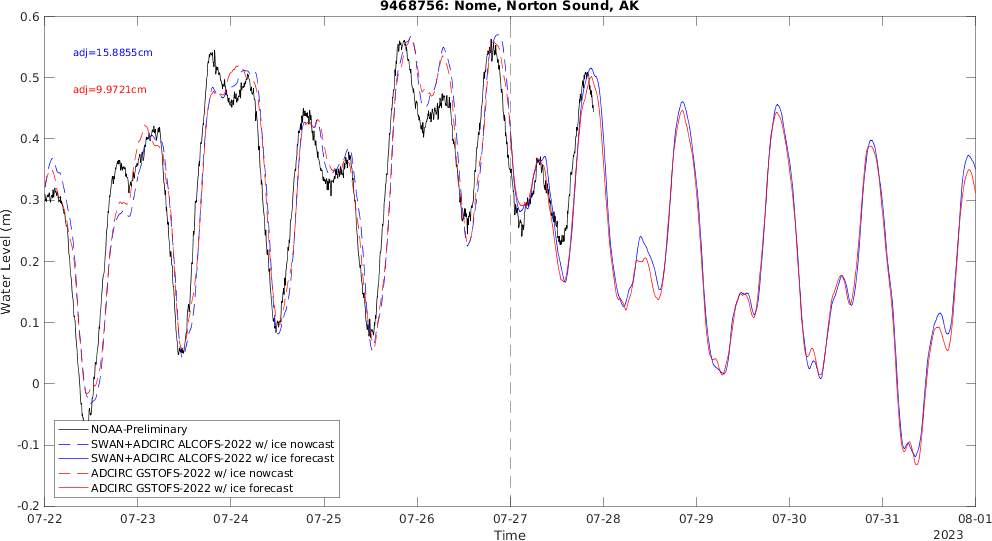 9468756: Nome, Norton Sound, AK
adj=15.8855cm
adj=9.9721cm
Water Level (m)
0.6
0.5
0.4
0.3
0.2
0.1
0
-0.1
-0.2
NOAA-Preliminary
SWAN+ADCIRC ALCOFS-2022 w/ ice nowcast
SWAN+ADCIRC ALCOFS-2022 w/ ice forecast
ADCIRC GSTOFS-2022 w/ ice nowcast
ADCIRC GSTOFS-2022 w/ ice forecast
07-22 07-23 07-24 07-25 07-26 07-27 07-28 07-29 07-30 07-31 08-01
Time
2023